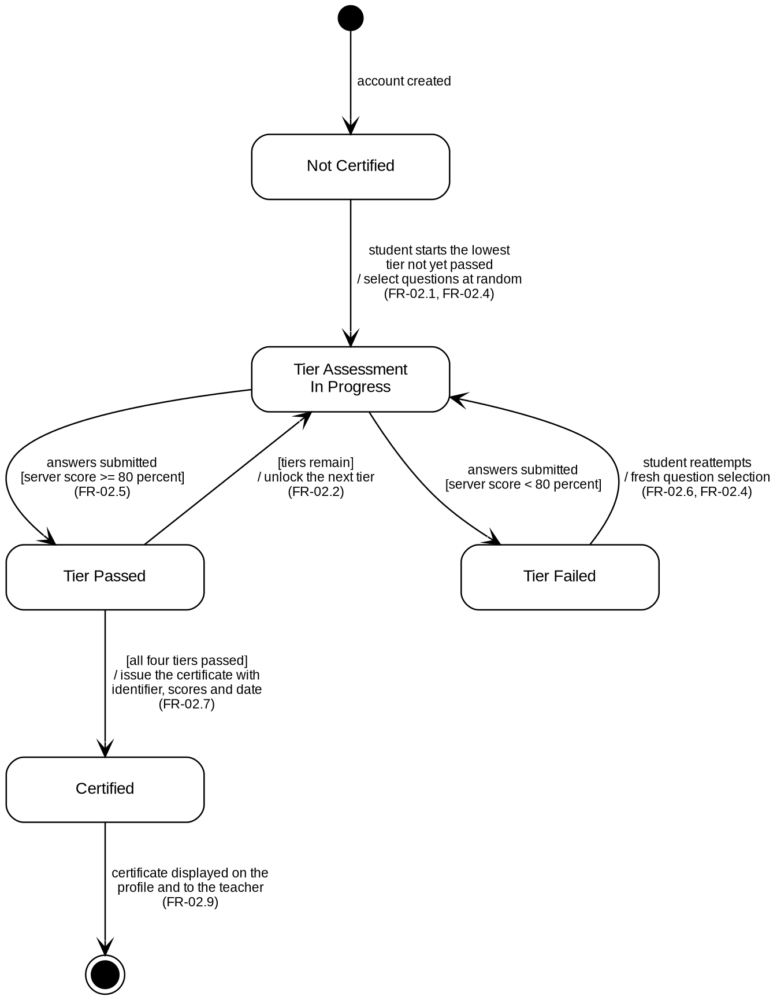 account created
Not Certified
student starts the lowest
tier not yet passed
/ select questions at random
(FR-02.1, FR-02.4)
Tier Assessment
In Progress
answers submitted
[server score >= 80 percent]
(FR-02.5)
[tiers remain]
/ unlock the next tier
(FR-02.2)
answers submitted
[server score < 80 percent]
student reattempts
/ fresh question selection
(FR-02.6, FR-02.4)
Tier Passed
Tier Failed
[all four tiers passed]
/ issue the certificate with
identifier, scores and date
(FR-02.7)
Certified
certificate displayed on the
profile and to the teacher
(FR-02.9)